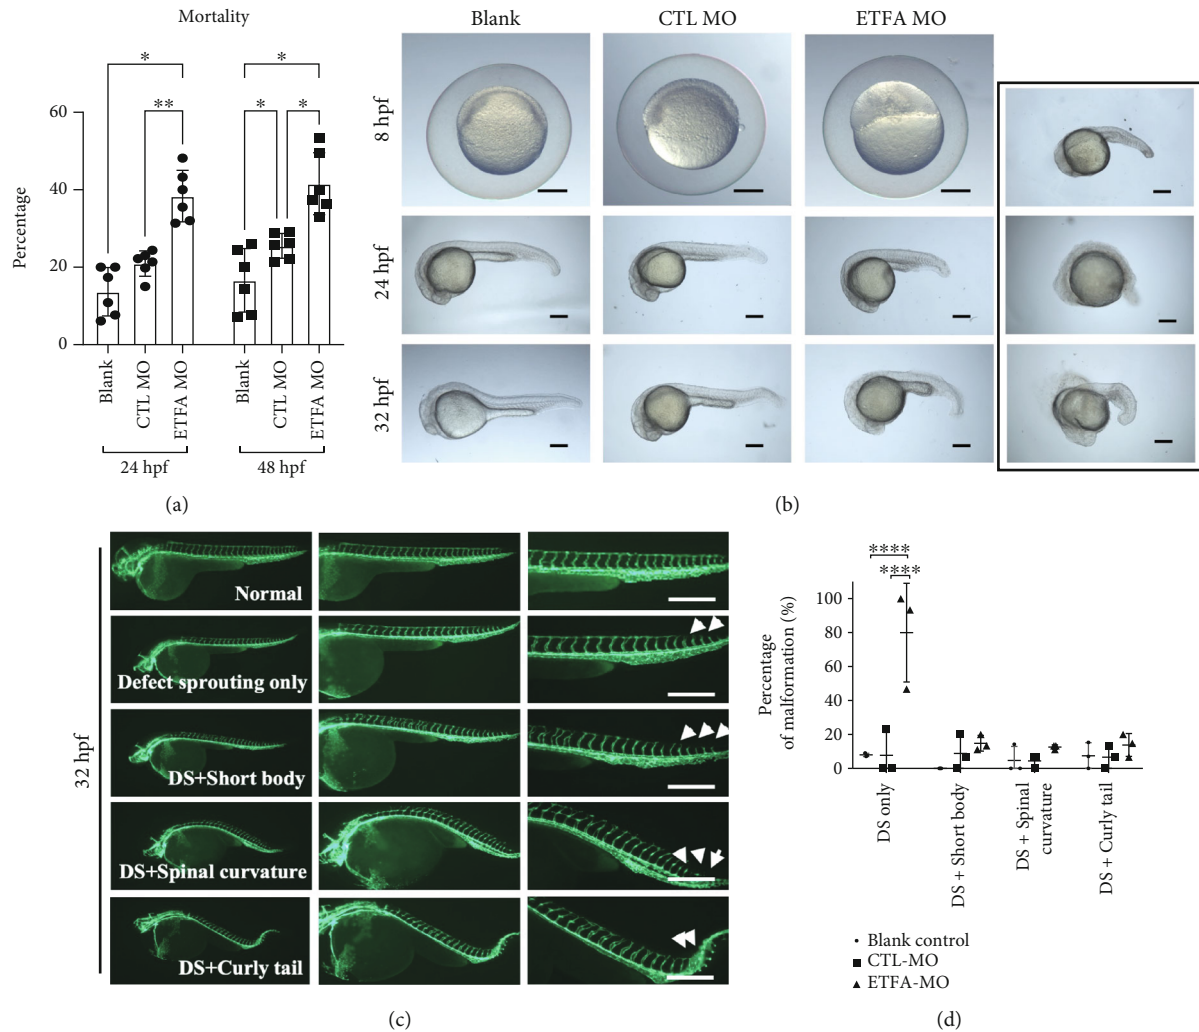 Mortality
*
**
*
*
*
60
40
20
0
Percentage
Blank
CTL MO
ETFA MO
Blank
CTL MO
ETFA MO
24 hpf
48 hpf
(a)
Blank
CTL MO
ETFA MO
8 hpf
24 hpf
32 hpf
(b)
32 hpf
Normal
Defect sprouting only
DS+Short body
DS+Spinal curvature
DS+Curly tail
(c)
****
****
100
80
60
40
20
0
Percentage
of malformation (%)
DS only
DS + Short body
DS + Spinal
curvature
DS + Curly tail
Blank control
CTL-MO
ETFA-MO
(d)